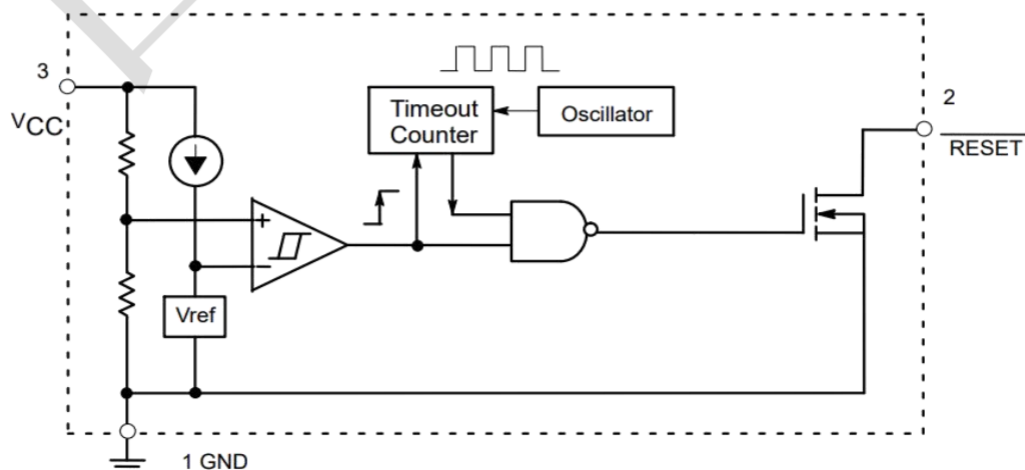 3
VCC
Timeout
Counter
Oscillator
2
RESET
+
−
Vref
1 GND